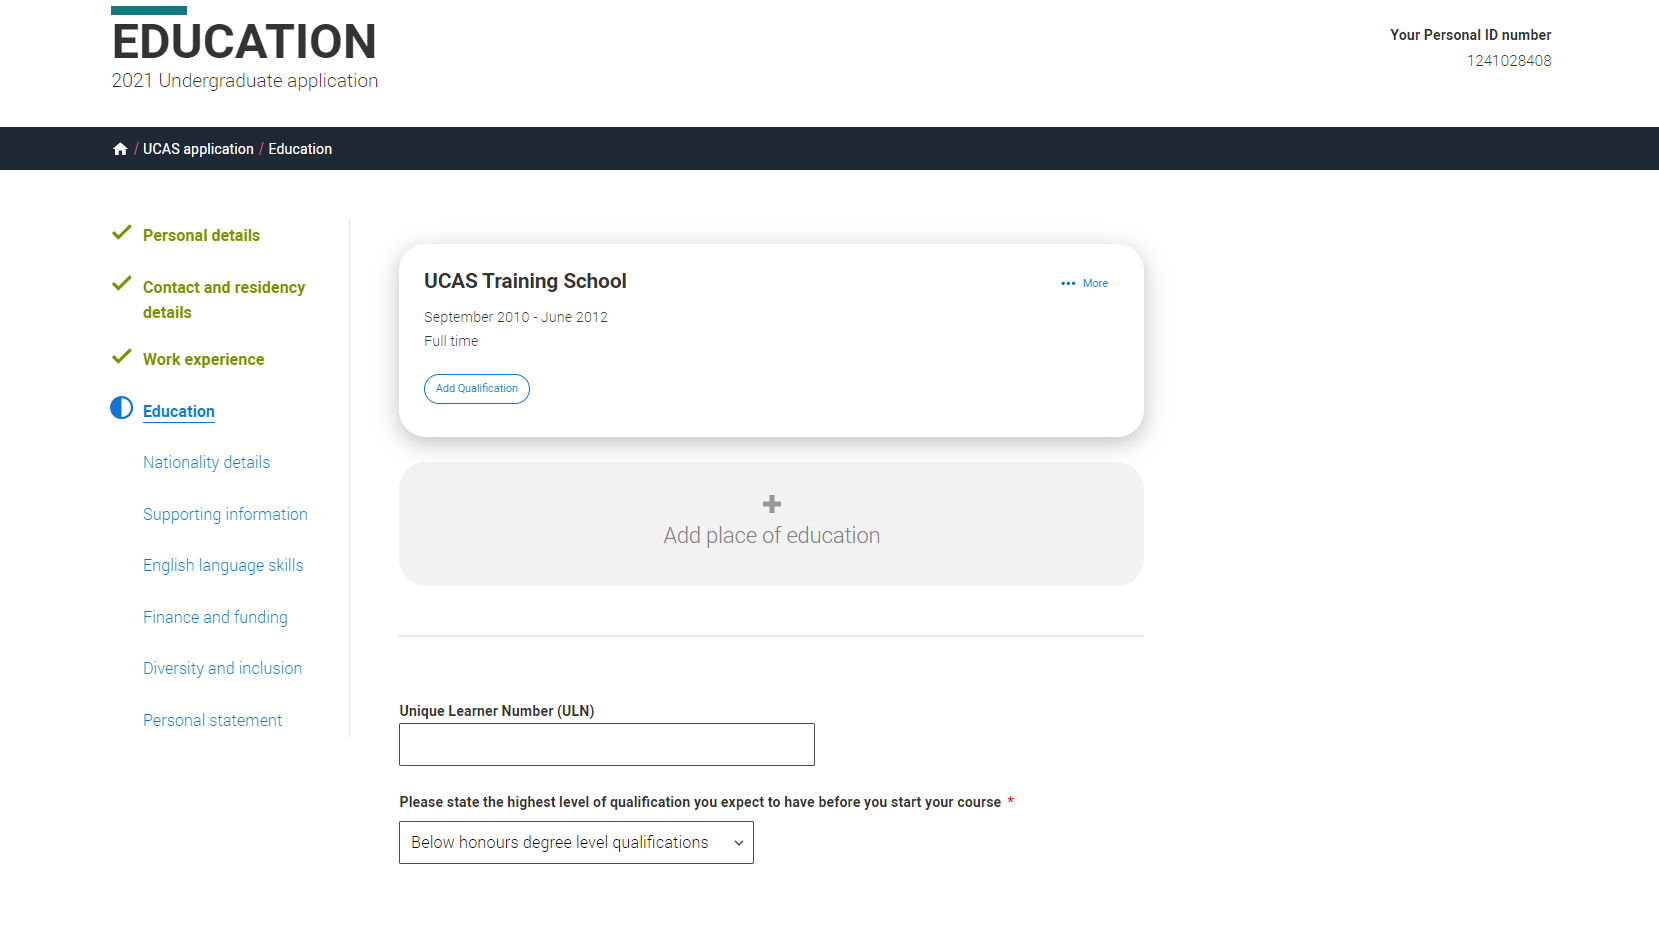 EDUCATION
2021 Undergraduate application
Your Personal ID number
1241028408
/ UCAS application / Education
Personal details
Contact and residency
details
Work experience
Education
Nationality details
Supporting information
English language skills
Finance and funding
Diversity and inclusion
Personal statement
UCAS Training School
More
September 2010 - June 2012
Full time
Add Qualification
Add place of education
Unique Learner Number (ULN)
Please state the highest level of qualification you expect to have before you start your course *
Below honours degree level qualifications